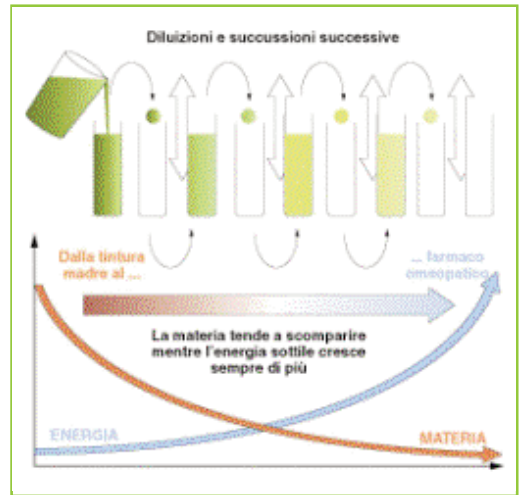 Diluizioni e succussioni successive
Dalla tintura
madre al ...
... farmaco
omeopatico
La materia tende a scomparire
mentre l'energia sottile cresce
sempre di più
ENERGIA
MATERIA